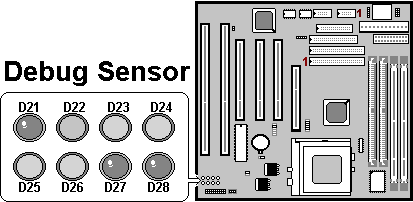 1
Debug Sensor
1
D21 D22 D23 D24
D25 D26 D27 D28